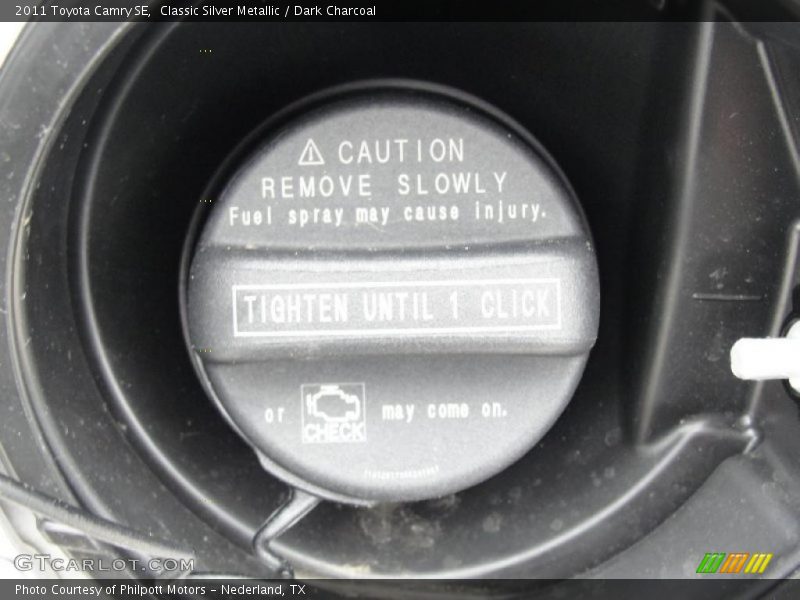 2011 Toyota Camry SE, Classic Silver Metallic / Dark Charcoal
⚠ CAUTION
REMOVE SLOWLY
Fuel spray may cause injury.
TIGHTEN UNTIL 1 CLICK
or CHECK may come on.
GTCARLOT.COM
Photo Courtesy of Philpott Motors - Nederland, TX